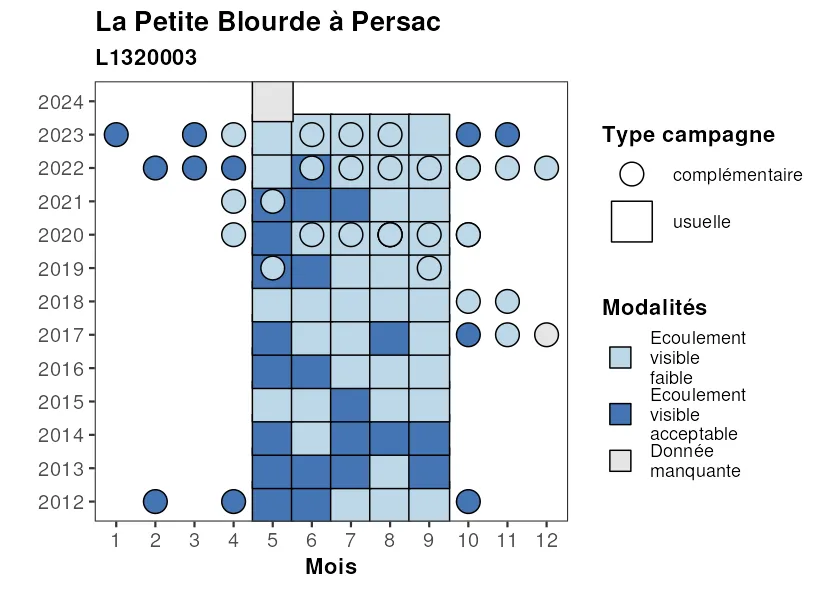 La Petite Blourde à Persac
L1320003
2024
2023
2022
2021
2020
2019
2018
2017
2016
2015
2014
2013
2012
1 2 3 4 5 6 7 8 9 10 11 12
Mois
Type campagne
complémentaire
usuelle
Modalités
Ecoulement
visible
faible
Ecoulement
visible
acceptable
Donnée
manquante